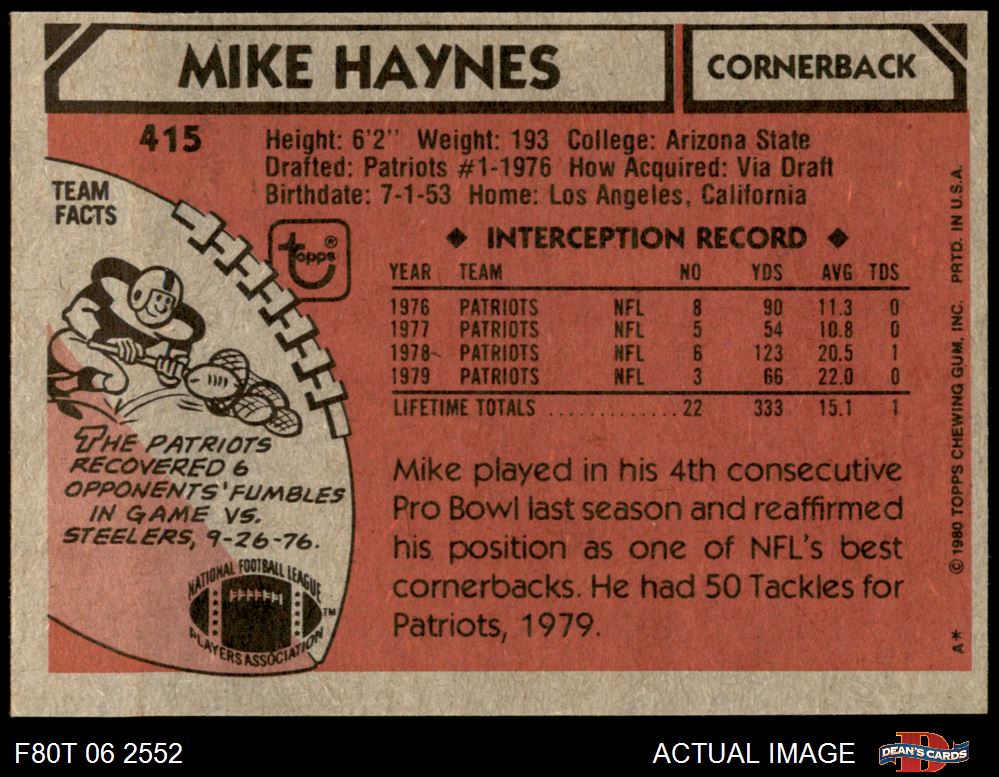 MIKE HAYNES
CORNERBACK
415
Height: 6'2" Weight: 193 College: Arizona State
Drafted: Patriots #1-1976 How Acquired: Via Draft
Birthdate: 7-1-53 Home: Los Angeles, California
TEAM
FACTS
topps®
◆ INTERCEPTION RECORD ◆
YEAR TEAM NO YDS AVG TDS
1976 PATRIOTS NFL 8 90 11.3 0
1977 PATRIOTS NFL 5 54 10.8 0
1978 PATRIOTS NFL 6 123 20.5 1
1979 PATRIOTS NFL 3 66 22.0 0
LIFETIME TOTALS ............ 22 333 15.1 1
THE PATRIOTS
RECOVERED 6
OPPONENTS' FUMBLES
IN GAME VS.
STEELERS, 9-26-76.
NATIONAL FOOTBALL LEAGUE
PLAYERS ASSOCIATION
TM
Mike played in his 4th consecutive
Pro Bowl last season and reaffirmed
his position as one of NFL's best
cornerbacks. He had 50 Tackles for
Patriots, 1979.
A* © 1980 TOPPS CHEWING GUM, INC. PRTD. IN U.S.A.
F80T 06 2552
ACTUAL IMAGE
D
DEAN'S CARDS